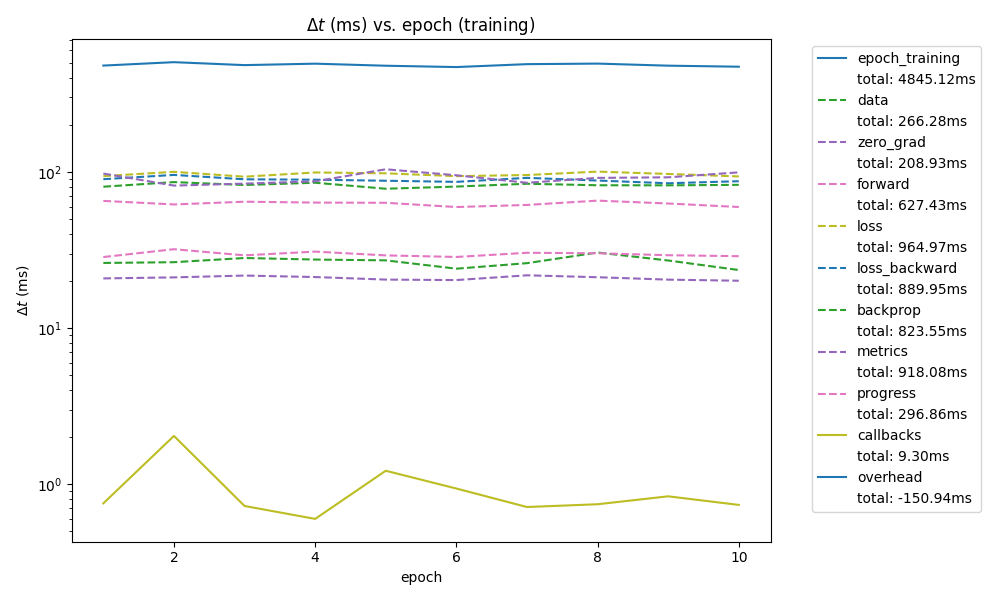 Δt (ms) vs. epoch (training)
Δt (ms)
10²
10¹
10⁰
2
4
6
8
10
epoch
epoch_training
total: 4845.12ms
data
total: 266.28ms
zero_grad
total: 208.93ms
forward
total: 627.43ms
loss
total: 964.97ms
loss_backward
total: 889.95ms
backprop
total: 823.55ms
metrics
total: 918.08ms
progress
total: 296.86ms
callbacks
total: 9.30ms
overhead
total: -150.94ms